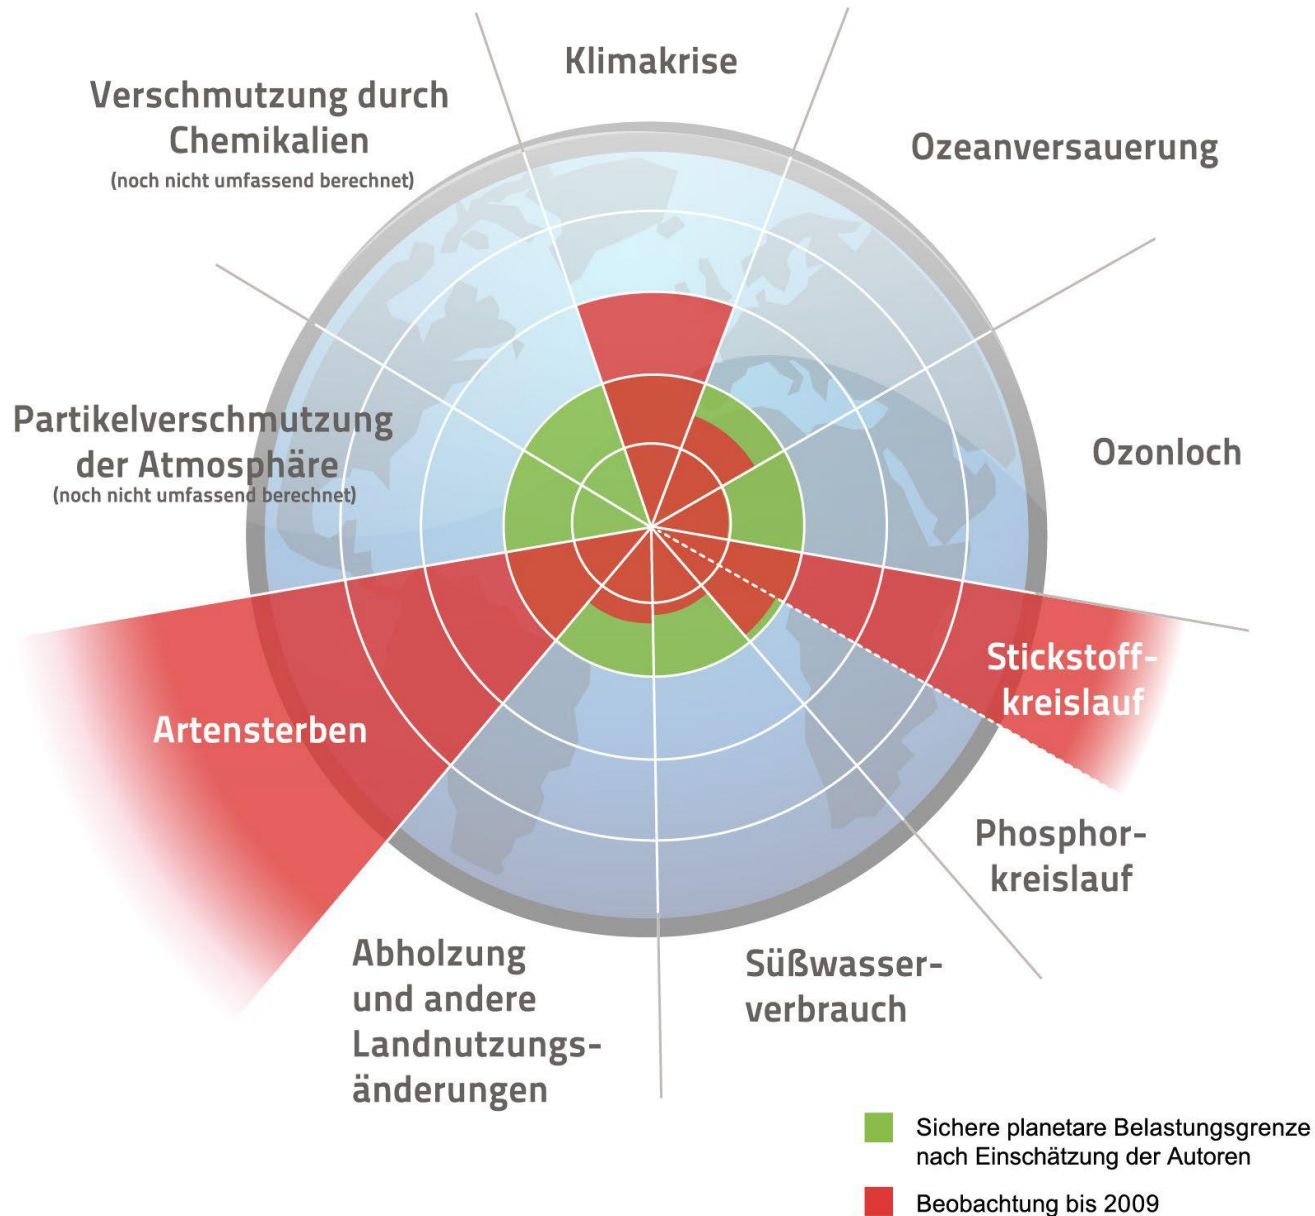 Klimakrise
Verschmutzung durch
Chemikalien
(noch nicht umfassend berechnet)
Ozeanversauerung
Partikelverschmutzung
der Atmosphäre
(noch nicht umfassend berechnet)
Ozonloch
Stickstoff-
kreislauf
Artensterben
Phosphor-
kreislauf
Abholzung
und andere
Landnutzungs-
änderungen
Süßwasser-
verbrauch
Sichere planetare Belastungsgrenze
nach Einschätzung der Autoren
Beobachtung bis 2009